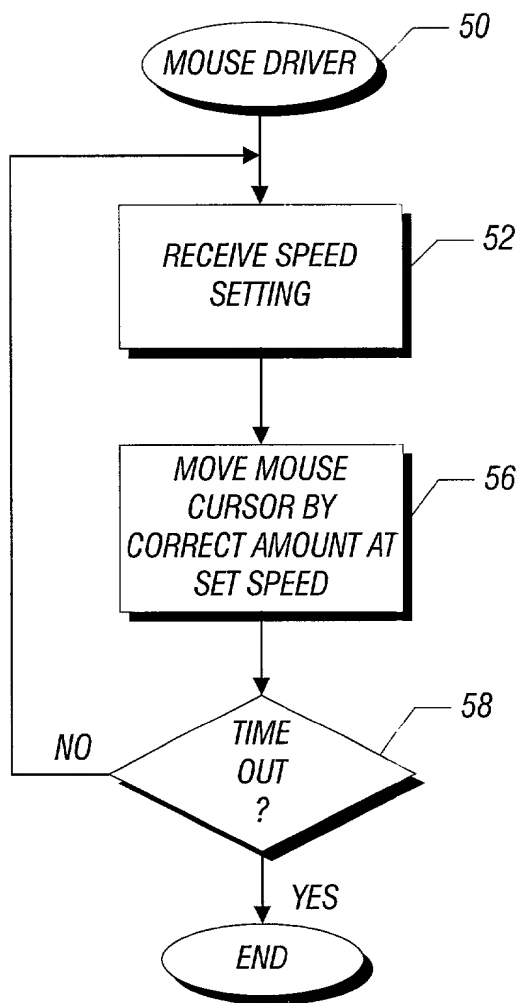 MOUSE DRIVER
50
RECEIVE SPEED
SETTING
52
MOVE MOUSE
CURSOR BY
CORRECT AMOUNT AT
SET SPEED
56
TIME
OUT
?
58
NO
YES
END